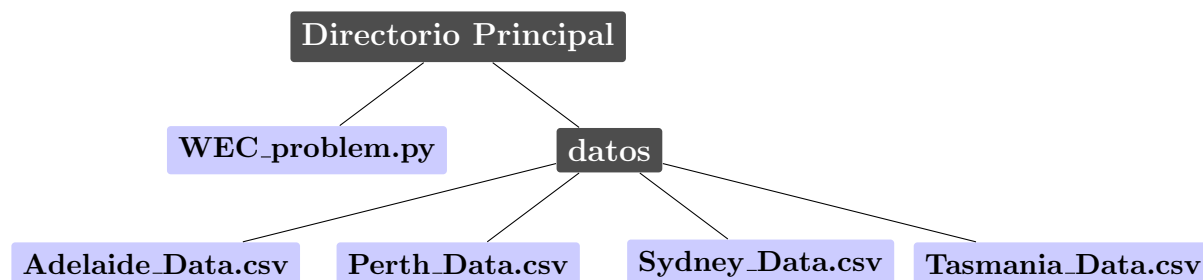 Directorio Principal
WEC_problem.py
datos
Adelaide_Data.csv
Perth_Data.csv
Sydney_Data.csv
Tasmania_Data.csv